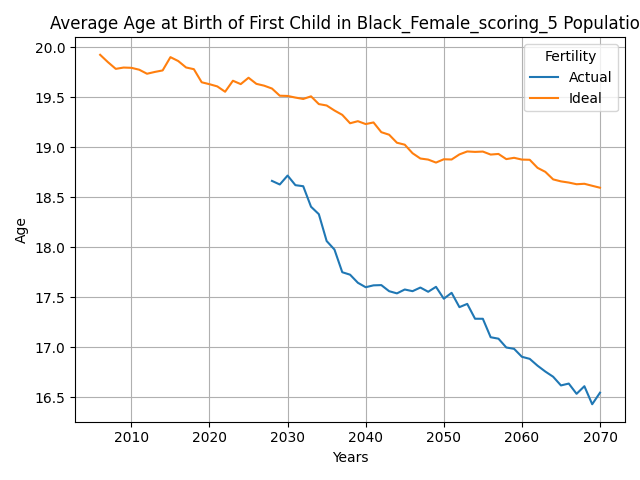 Average Age at Birth of First Child in Black_Female_scoring_5 Populatio
20.0
19.5
19.0
18.5
18.0
17.5
17.0
16.5
Age
Fertility
Actual
Ideal
2010 2020 2030 2040 2050 2060 2070
Years